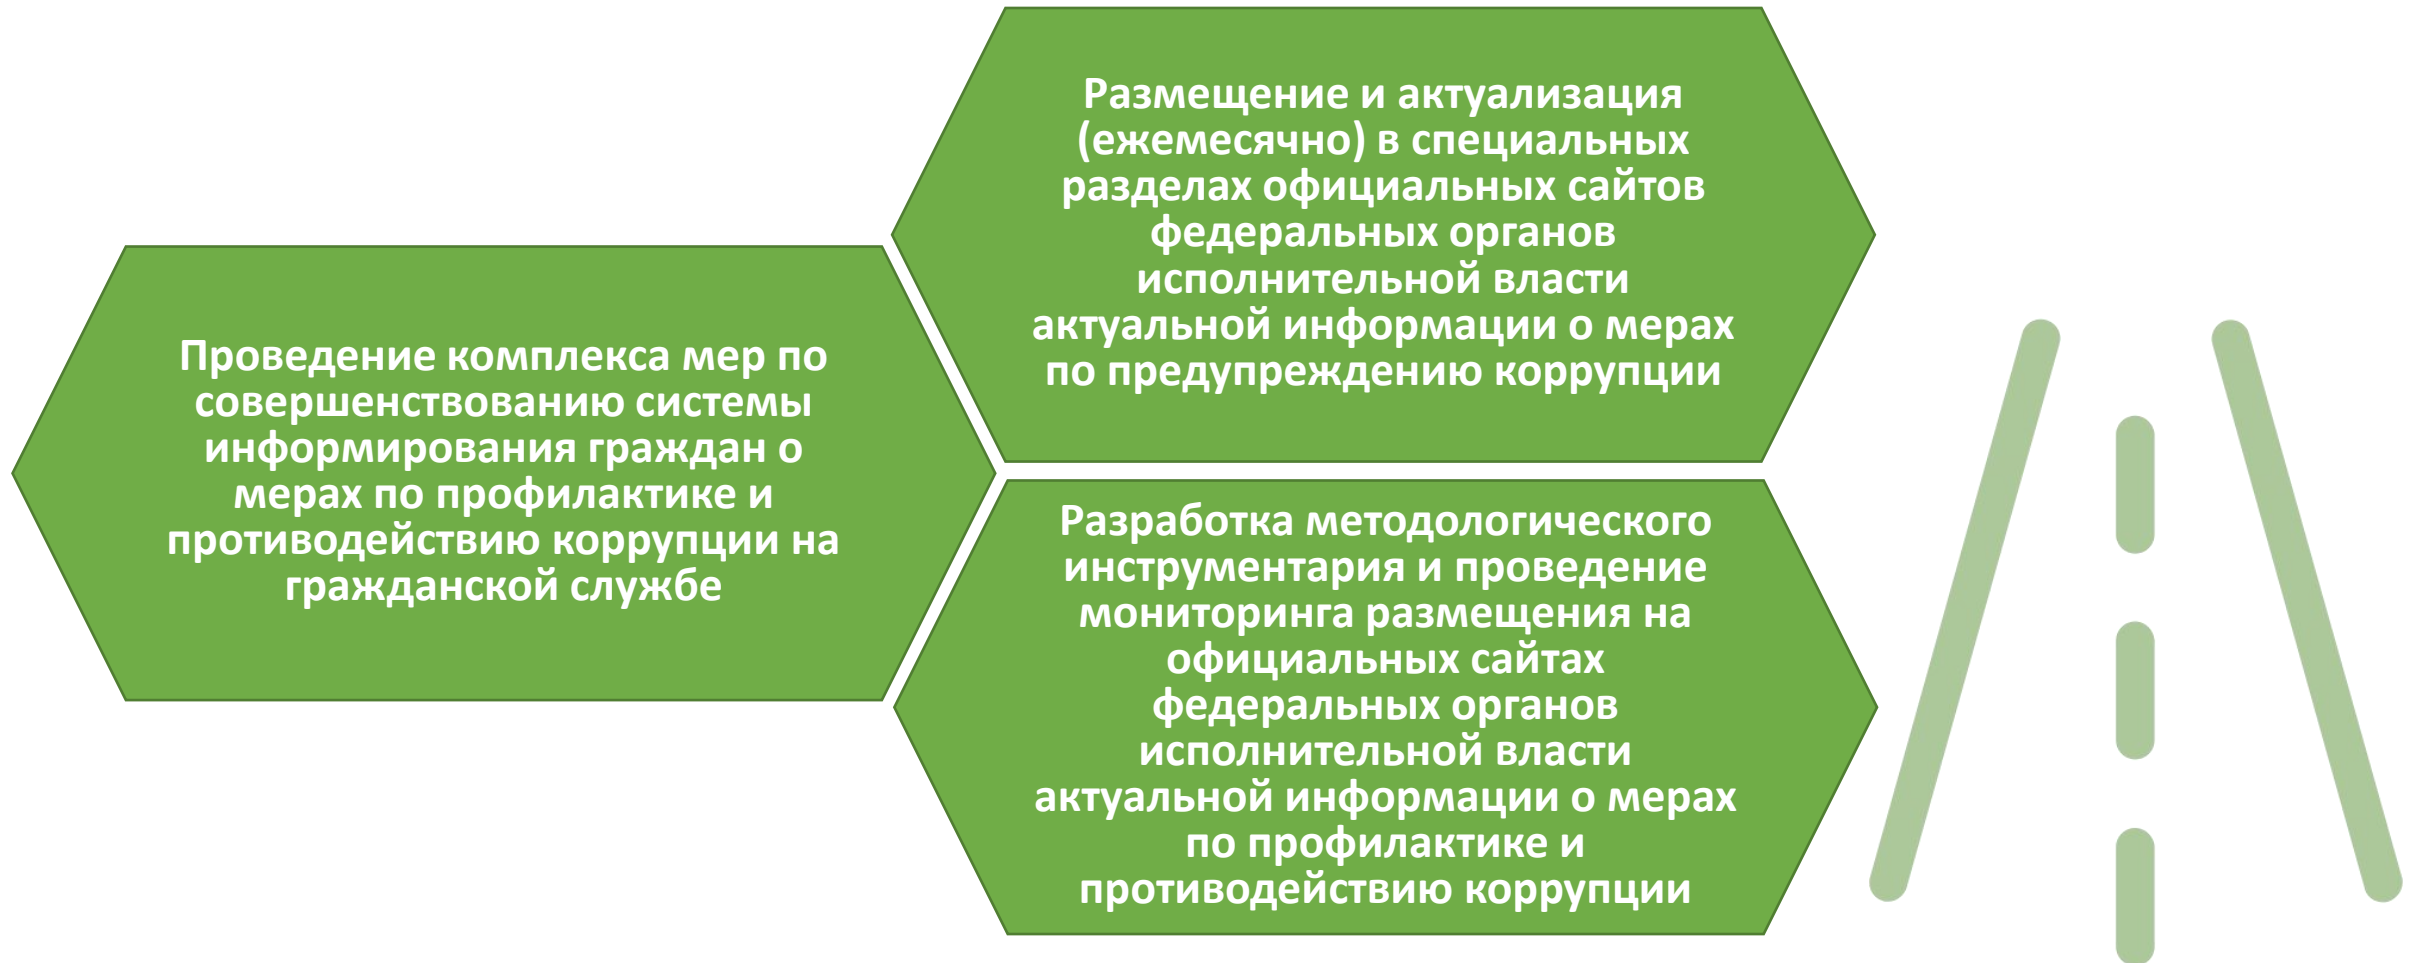 Проведение комплекса мер по
совершенствованию системы
информирования граждан о
мерах по профилактике и
противодействию коррупции на
гражданской службе
Размещение и актуализация
(ежемесячно) в специальных
разделах официальных сайтов
федеральных органов
исполнительной власти
актуальной информации о мерах
по предупреждению коррупции
Разработка методологического
инструментария и проведение
мониторинга размещения на
официальных сайтах
федеральных органов
исполнительной власти
актуальной информации о мерах
по профилактике и
противодействию коррупции